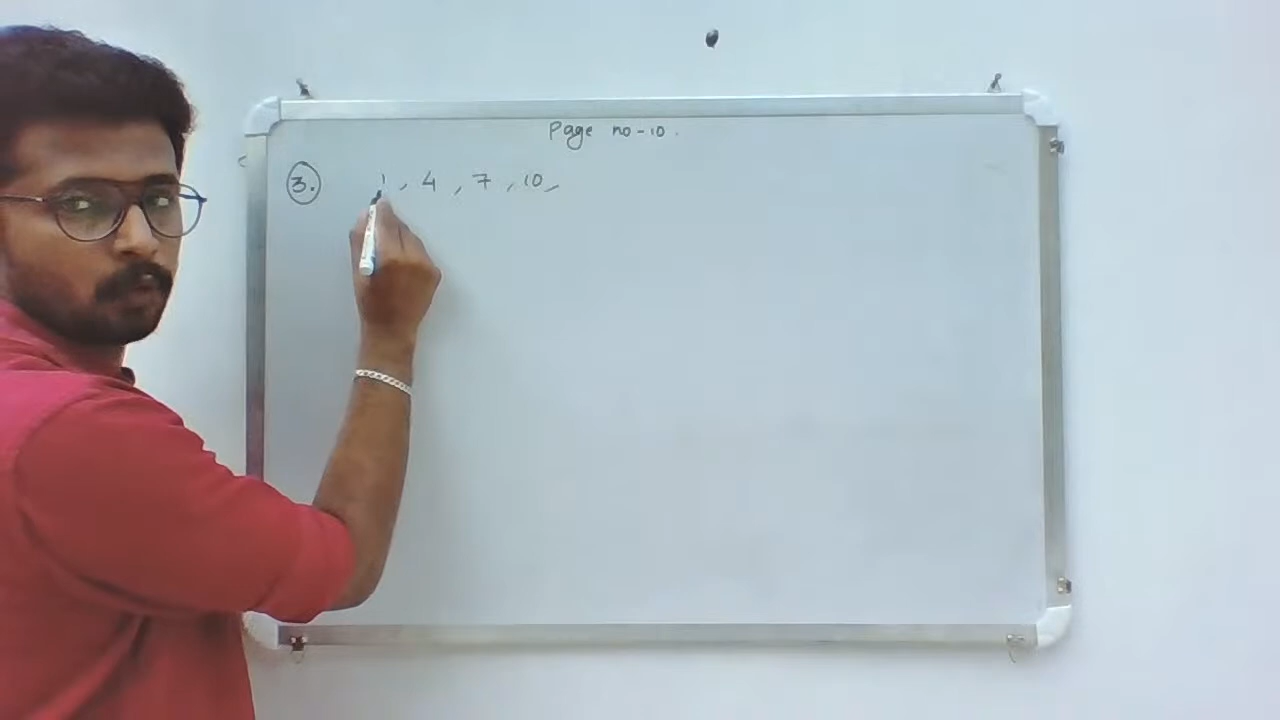 Page no - 10.
3. 1, 4, 7, 10,